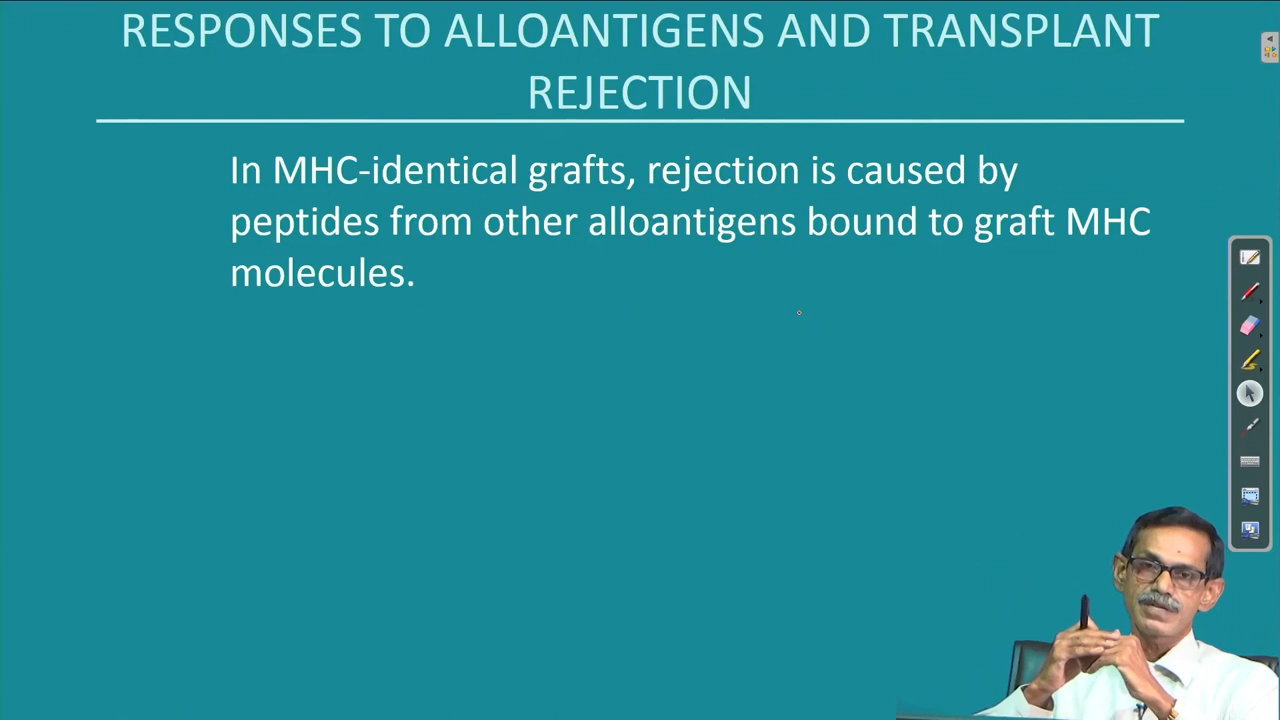 RESPONSES TO ALLOANTIGENS AND TRANSPLANT
REJECTION
In MHC-identical grafts, rejection is caused by
peptides from other alloantigens bound to graft MHC
molecules.